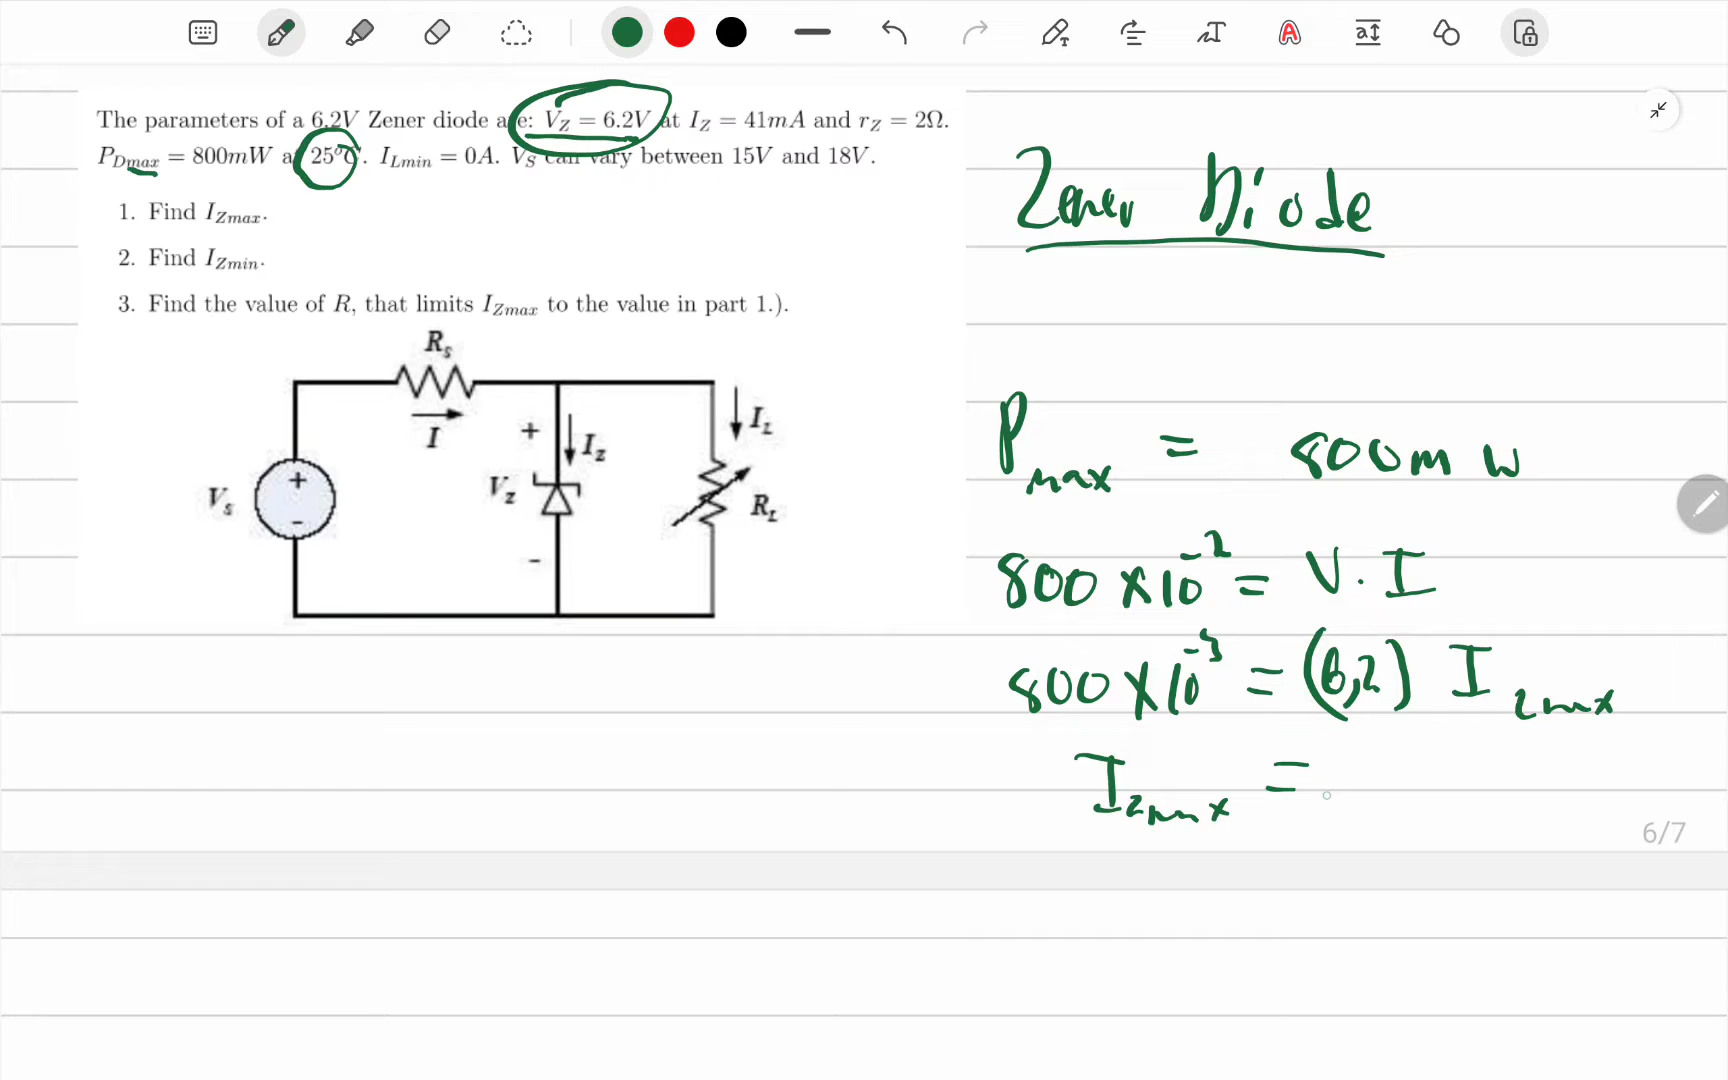 The parameters of a 6.2V Zener diode are: V_Z = 6.2V at I_Z = 41mA and r_Z = 2Ω.
P_Dmax = 800mW a 25°C. I_Lmin = 0A. V_S can vary between 15V and 18V.
1. Find I_Zmax.
2. Find I_Zmin.
3. Find the value of R, that limits I_Zmax to the value in part 1.).
R_s
I
+
V_z
-
I_z
I_L
R_L
V_s
+
-
Zener Diode
P_max = 800m W
800 × 10^-2 = V · I
800 × 10^-3 = (6,2) I_zmax
I_zmax =
6/7